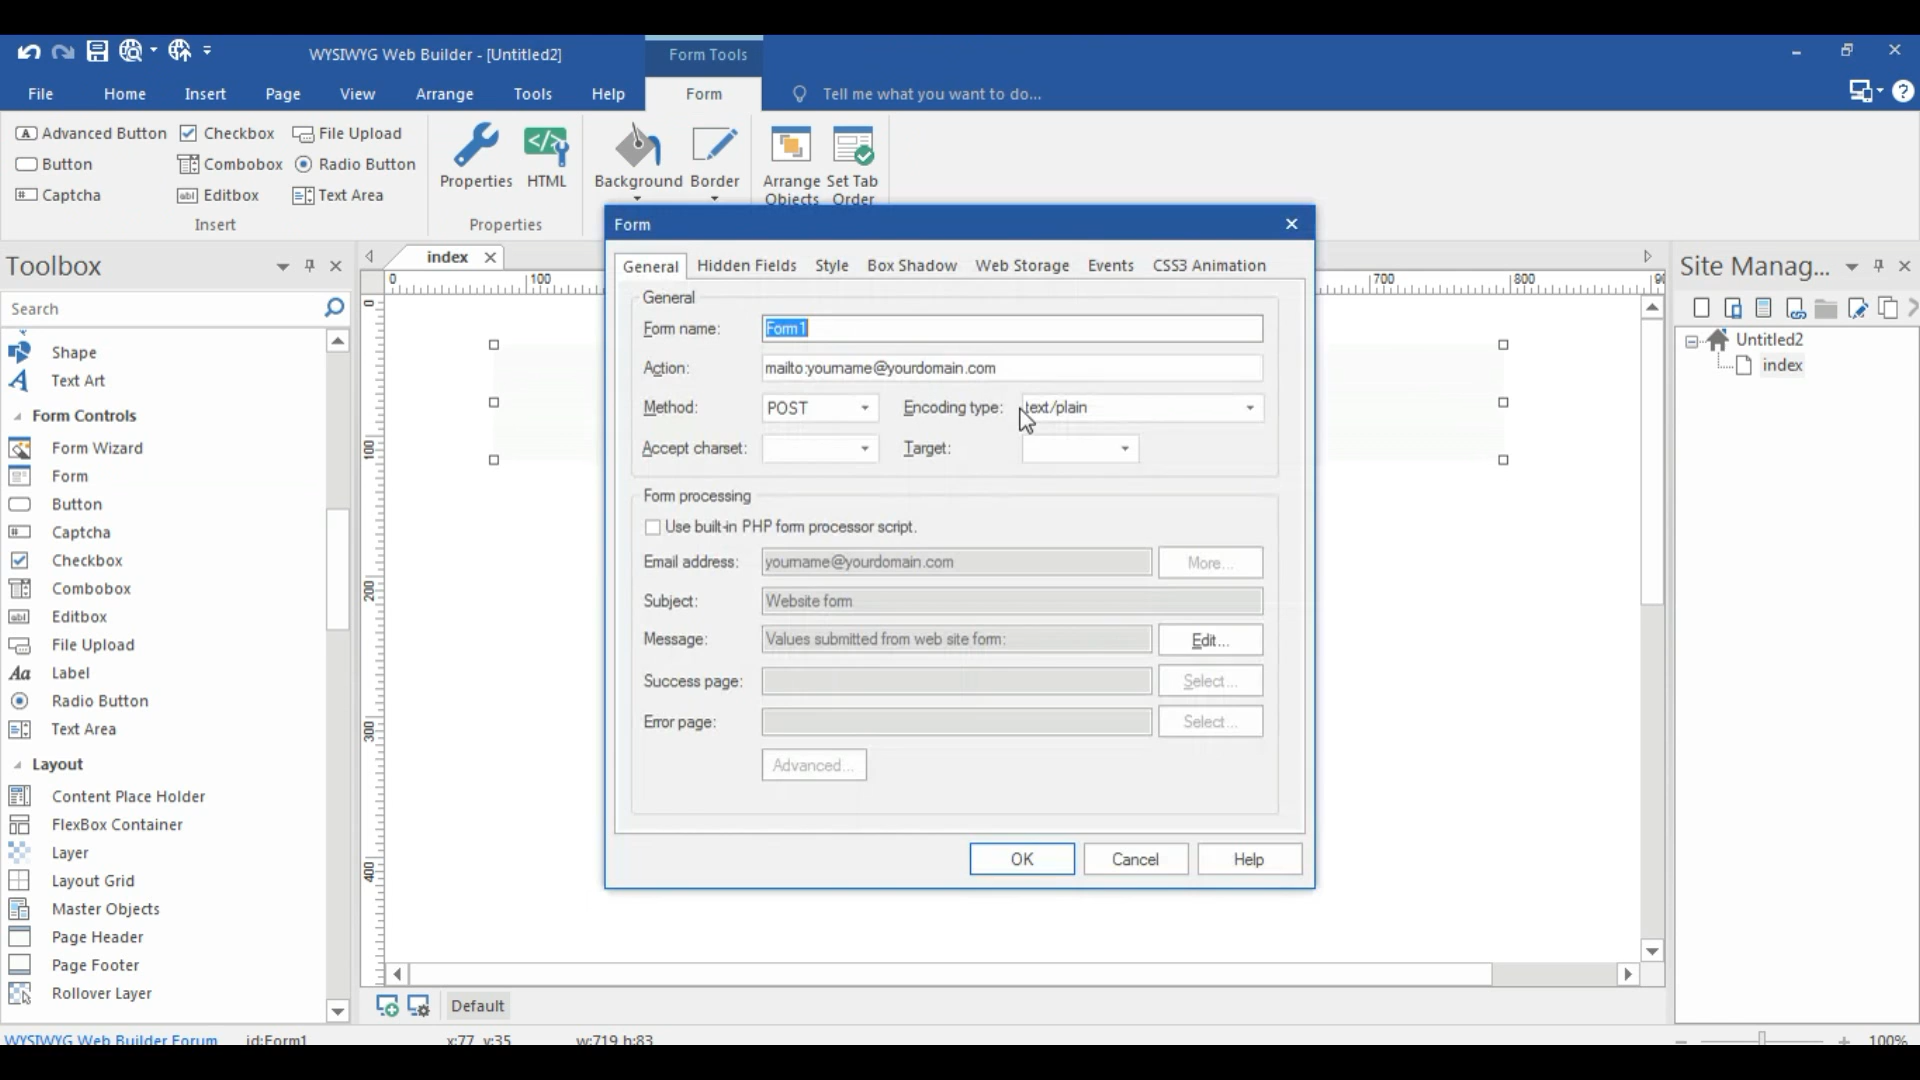 WYSIWYG Web Builder - [Untitled2]
Form Tools
File Home Insert Page View Arrange Tools Help Form Tell me what you want to do...
Advanced Button Checkbox File Upload
Button Combobox Radio Button
Captcha Editbox Text Area
Insert
Properties HTML
Properties
Background Border
Arrange Objects
Set Tab Order
Toolbox
Search
Shape
Text Art
Form Controls
Form Wizard
Form
Button
Captcha
Checkbox
Combobox
Editbox
File Upload
Label
Radio Button
Text Area
Layout
Content Place Holder
FlexBox Container
Layer
Layout Grid
Master Objects
Page Header
Page Footer
Rollover Layer
index
0 100 700 800
0
100
200
300
400
Form
General Hidden Fields Style Box Shadow Web Storage Events CSS3 Animation
General
Form name: Form1
Action: mailto:yourname@yourdomain.com
Method: POST Encoding type: text/plain
Accept charset: Target:
Form processing
Use built-in PHP form processor script.
Email address: yourname@yourdomain.com More...
Subject: Website form
Message: Values submitted from web site form: Edit...
Success page: Select...
Error page: Select...
Advanced...
OK Cancel Help
Site Manag...
Untitled2
index
Default
WYSIWYG Web Builder Forum id:Form1 x:77 y:35 w:719 h:83 100%